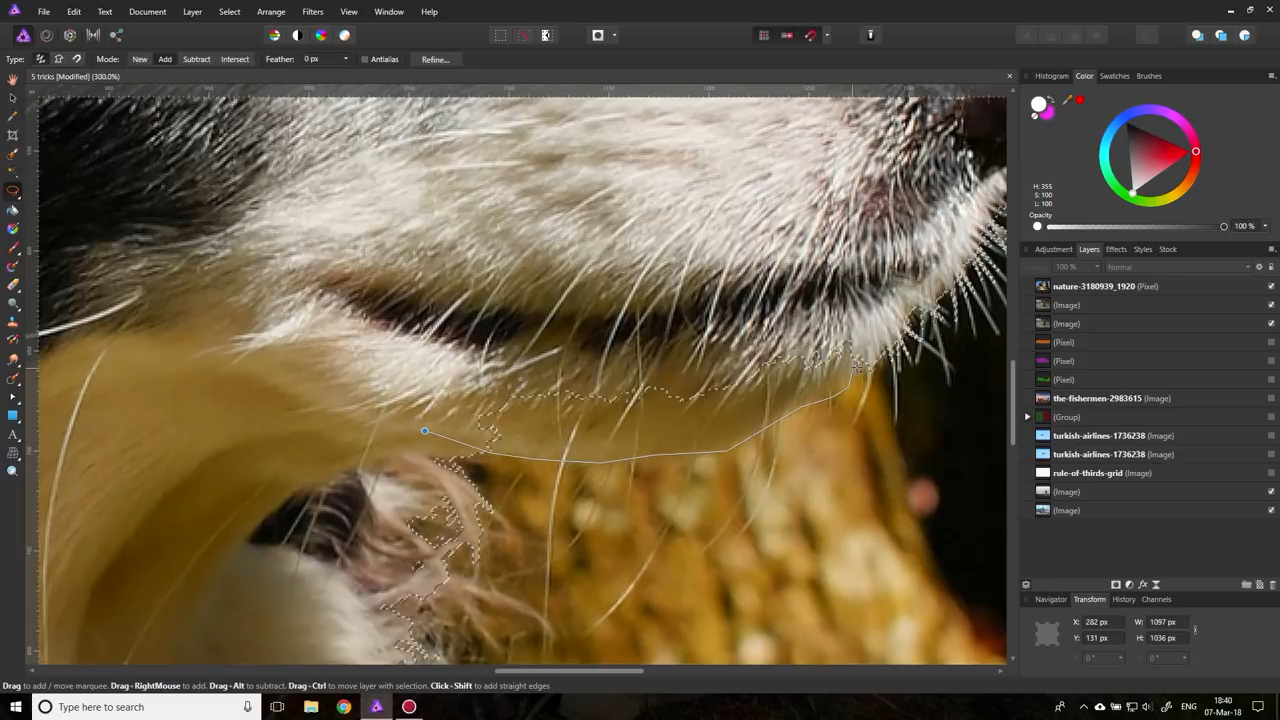 File Edit Text Document Layer Select Arrange Filters View Window Help
Type: Mode: New Add Subtract Intersect Feather: 0 px Antialias Refine...
5 tricks [Modified] (300.0%)
Histogram Color Swatches Brushes
H: 355
S: 100
L: 100
Opacity
100 %
Adjustment Layers Effects Styles Stock
100 % Normal
nature-3180939_1920 (Pixel)
(Image)
(Image)
(Pixel)
(Pixel)
(Pixel)
the-fishermen-2983615 (Image)
(Group)
turkish-airlines-1736238 (Image)
turkish-airlines-1736238 (Image)
rule-of-thirds-grid (Image)
(Image)
(Image)
Navigator Transform History Channels
X: 282 px W: 1097 px
Y: 131 px H: 1036 px
0 ° 0 °
Drag to add / move marquee. Drag+RightMouse to add. Drag+Alt to subtract. Drag+Ctrl to move layer with selection. Click+Shift to add straight edges
Type here to search
ENG
18:40
07-Mar-18